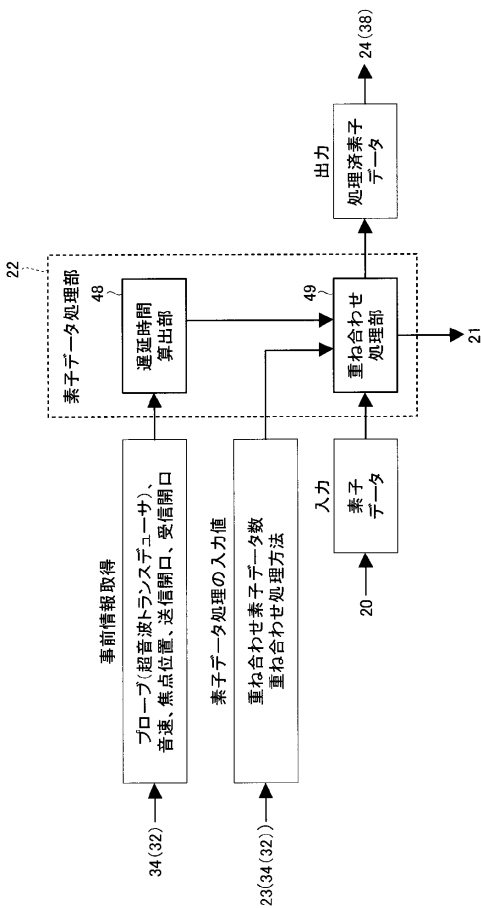 事前情報取得
34(32)
プローブ(超音波トランスデューサ)、
音速、焦点位置、送信開口、受信開口
素子データ処理の入力値
23(34(32))
重ね合わせ素子データ数
重ね合わせ処理方法
20
入力
素子
データ
22
素子データ処理部
48
遅延時間
算出部
49
重ね合わせ
処理部
21
出力
処理済素子
データ
24(38)